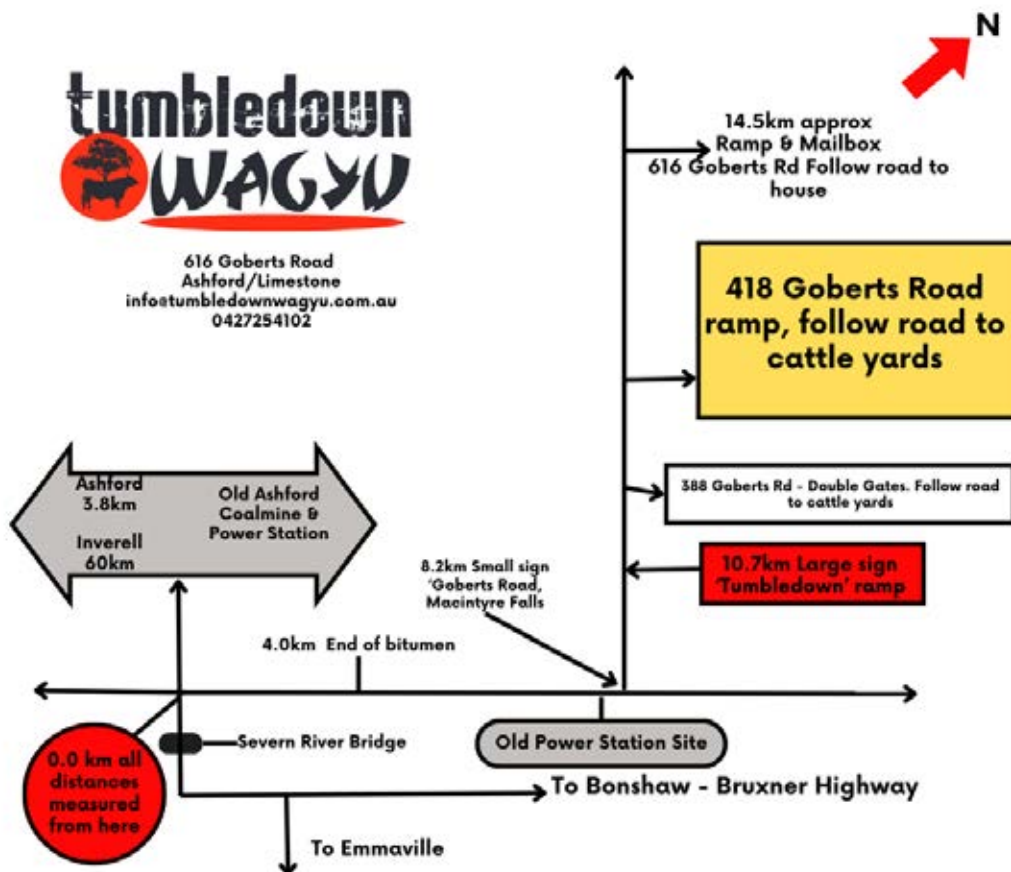 N
tumbledown
WAGYU
616 Goberts Road
Ashford/Limestone
info@tumbledownwagyu.com.au
0427254102
14.5km approx
Ramp & Mailbox
616 Goberts Rd Follow road to
house
418 Goberts Road
ramp, follow road to
cattle yards
388 Goberts Rd - Double Gates. Follow road
to cattle yards
10.7km Large sign
'Tumbledown' ramp
Ashford
3.8km
Inverell
60km
Old Ashford
Coalmine &
Power Station
8.2km Small sign
'Goberts Road,
Macintyre Falls
4.0km End of bitumen
0.0 km all
distances
measured
from here
Severn River Bridge
Old Power Station Site
To Bonshaw - Bruxner Highway
To Emmaville